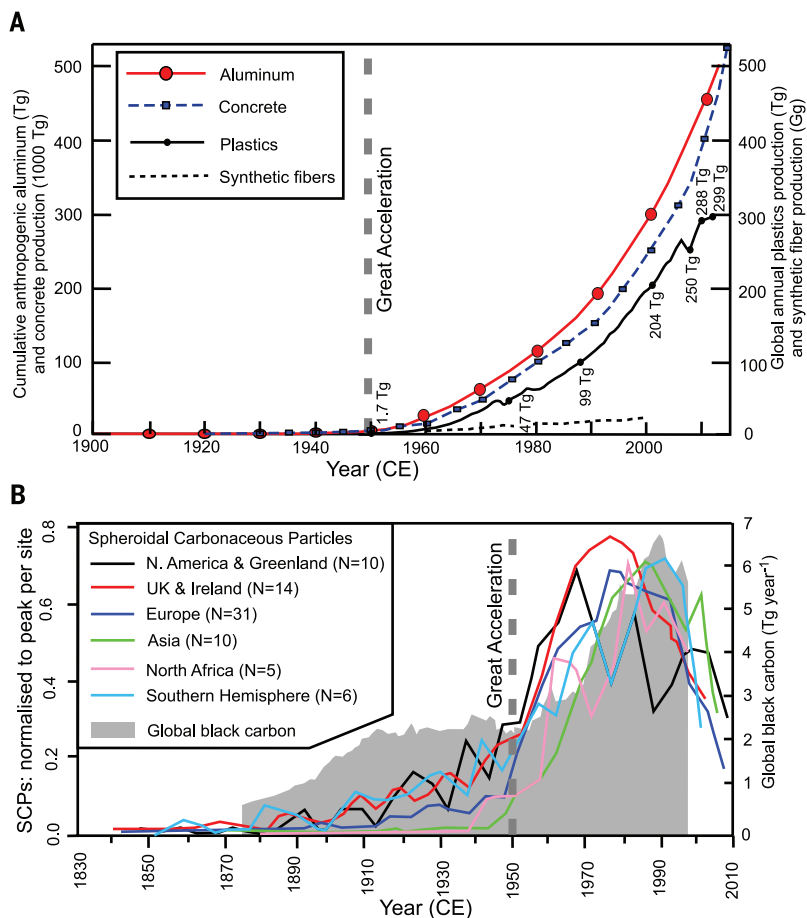 A
Cumulative anthropogenic aluminum (Tg)
and concrete production (1000 Tg)
500
400
300
200
100
0
Aluminum
Concrete
Plastics
Synthetic fibers
Great Acceleration
1.7 Tg
47 Tg
99 Tg
204 Tg
250 Tg
288 Tg
299 Tg
500
400
300
200
100
0
Global annual plastics production (Tg)
and synthetic fiber production (Gg)
1900
1920
1940
1960
1980
2000
Year (CE)
B
SCPs: normalised to peak per site
0.8
0.6
0.4
0.2
0.0
Spheroidal Carbonaceous Particles
N. America & Greenland (N=10)
UK & Ireland (N=14)
Europe (N=31)
Asia (N=10)
North Africa (N=5)
Southern Hemisphere (N=6)
Global black carbon
Great Acceleration
7
6
5
4
3
2
1
0
Global black carbon (Tg year⁻¹)
1830
1850
1870
1890
1910
1930
1950
1970
1990
2010
Year (CE)